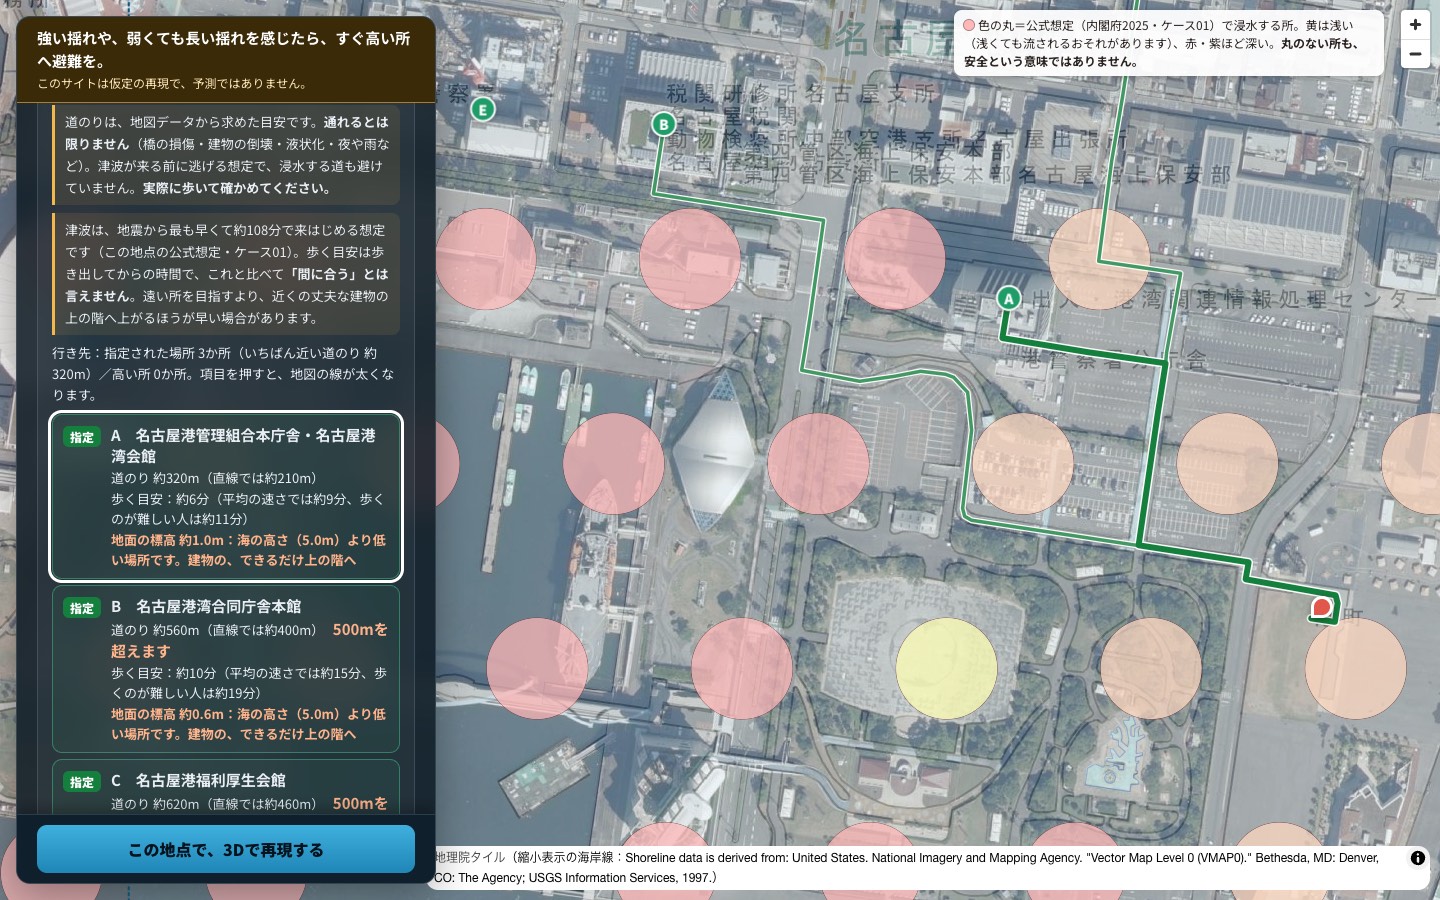 強い揺れや、弱くても長い揺れを感じたら、すぐ高い所
へ避難を。
このサイトは仮定の再現で、予測ではありません。
道のりは、地図データから求めた目安です。通れるとは
限りません（橋の損傷・建物の倒壊・液状化・夜や雨な
ど）。津波が来る前に逃げる想定で、浸水する道も避け
ていません。実際に歩いて確かめてください。
津波は、地震から最も早くて約108分で来はじめる想定
です（この地点の公式想定・ケース01）。歩く目安は歩
き出してからの時間で、これと比べて「間に合う」とは
言えません。遠い所を目指すより、近くの丈夫な建物の
上の階へ上がるほうが早い場合があります。
行き先：指定された場所 3か所（いちばん近い道のり 約
320m）／高い所 0か所。項目を押すと、地図の線が太くな
ります。
指定 A 名古屋港管理組合本庁舎・名古屋港
湾会館
道のり 約320m（直線では約210m）
歩く目安：約6分（平均の速さでは約9分、歩く
のが難しい人は約11分）
地面の標高 約1.0m：海の高さ（5.0m）より低
い場所です。建物の、できるだけ上の階へ
指定 B 名古屋港湾合同庁舎本館
道のり 約560m（直線では約400m） 500mを
超えます
歩く目安：約10分（平均の速さでは約15分、歩
くのが難しい人は約19分）
地面の標高 約0.6m：海の高さ（5.0m）より低
い場所です。建物の、できるだけ上の階へ
指定 C 名古屋港福利厚生会館
道のり 約620m（直線では約460m） 500mを
この地点で、3Dで再現する
色の丸＝公式想定（内閣府2025・ケース01）で浸水する所。黄は浅い
（浅くても流されるおそれがあります）、赤・紫ほど深い。丸のない所も、
安全という意味ではありません。
+
−
名古屋
E
B
A
税関研修所名古屋支所
動物検疫所中部空港支所名古屋出張所
第四管区海上保安本部
第四管区海上保安本部名古屋海上保安部
港湾関連情報処理センター
港警察署分庁舎
町
地理院タイル（縮小表示の海岸線：Shoreline data is derived from: United States. National Imagery and Mapping Agency. "Vector Map Level 0 (VMAP0)." Bethesda, MD: Denver,
CO: The Agency; USGS Information Services, 1997.）